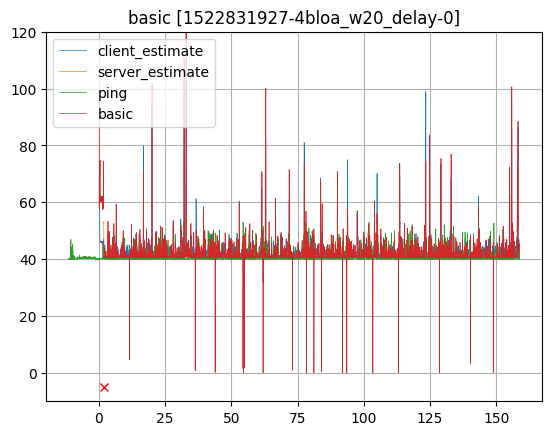 basic [1522831927-4bloa_w20_delay-0]
client_estimate
server_estimate
ping
basic
120
100
80
60
40
20
0
0 25 50 75 100 125 150